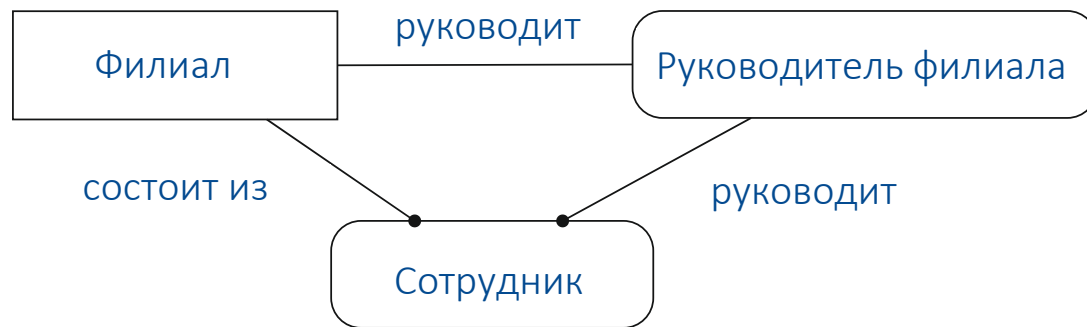 руководит
Филиал
Руководитель филиала
состоит из
руководит
Сотрудник